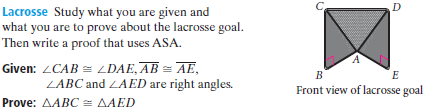 Lacrosse Study what you are given and
what you are to prove about the lacrosse goal.
Then write a proof that uses ASA.
Given: ∠CAB ≅ ∠DAE, A̅B̅ ≅ A̅E̅,
∠ABC and ∠AED are right angles.
Prove: △ABC ≅ △AED
C
D
A
B
E
Front view of lacrosse goal